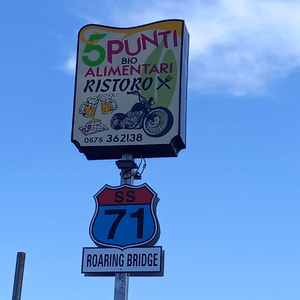 5 PUNTI
BIO
ALIMENTARI
RISTORO
0575 362138
SS
71
ROARING BRIDGE